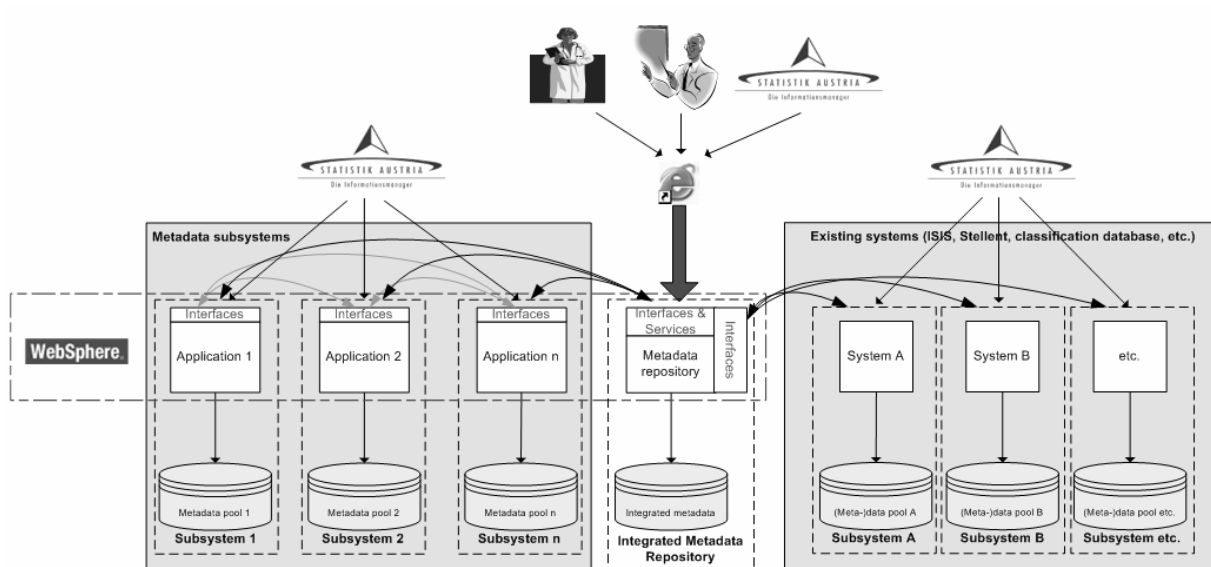 STATISTIK AUSTRIA
Die Informationsmanager
STATISTIK AUSTRIA
Die Informationsmanager
STATISTIK AUSTRIA
Die Informationsmanager
Metadata subsystems
Existing systems (ISIS, Stellent, classification database, etc.)
WebSphere.
Interfaces
Application 1
Interfaces
Application 2
Interfaces
Application n
Interfaces &
Services
Metadata
repository
Interfaces
System A
System B
etc.
Metadata pool 1
Metadata pool 2
Metadata pool n
Integrated metadata
(Meta-)data pool A
(Meta-)data pool B
(Meta-)data pool etc.
Subsystem 1
Subsystem 2
Subsystem n
Integrated Metadata
Repository
Subsystem A
Subsystem B
Subsystem etc.